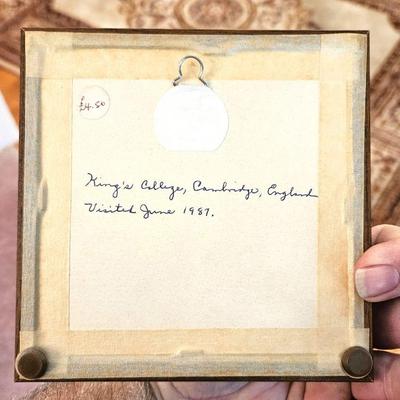 £4.50
King's College, Cambridge, England
Visited June 1987.